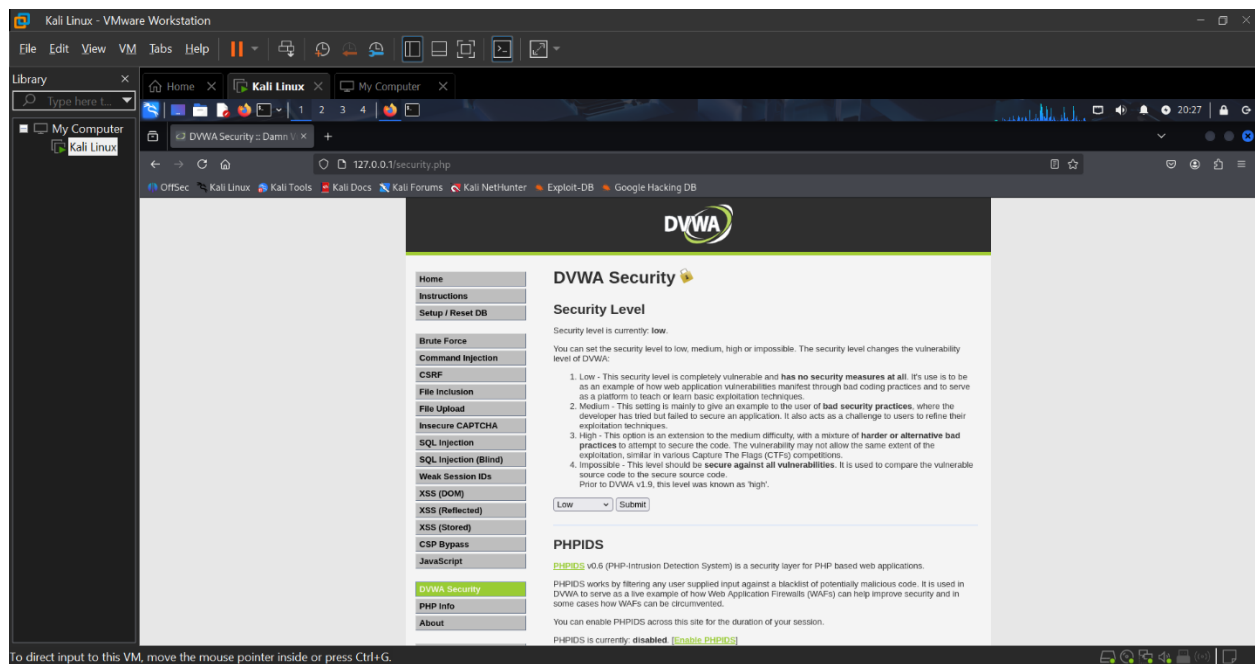 Kali Linux - VMware Workstation
File Edit View VM Tabs Help
Library
Type here t...
My Computer
Kali Linux
Home
Kali Linux
My Computer
1 2 3 4
20:27
DVWA Security :: Damn V
127.0.0.1/security.php
OffSec Kali Linux Kali Tools Kali Docs Kali Forums Kali NetHunter Exploit-DB Google Hacking DB
DVWA
Home
Instructions
Setup / Reset DB
Brute Force
Command Injection
CSRF
File Inclusion
File Upload
Insecure CAPTCHA
SQL Injection
SQL Injection (Blind)
Weak Session IDs
XSS (DOM)
XSS (Reflected)
XSS (Stored)
CSP Bypass
JavaScript
DVWA Security
PHP Info
About
DVWA Security
Security Level
Security level is currently: low.
You can set the security level to low, medium, high or impossible. The security level changes the vulnerability
level of DVWA:
1. Low - This security level is completely vulnerable and has no security measures at all. It's use is to be
as an example of how web application vulnerabilities manifest through bad coding practices and to serve
as a platform to teach or learn basic exploitation techniques.
2. Medium - This setting is mainly to give an example to the user of bad security practices, where the
developer has tried but failed to secure an application. It also acts as a challenge to users to refine their
exploitation techniques.
3. High - This option is an extension to the medium difficulty, with a mixture of harder or alternative bad
practices to attempt to secure the code. The vulnerability may not allow the same extent of the
exploitation, similar in various Capture The Flags (CTFs) competitions.
4. Impossible - This level should be secure against all vulnerabilities. It is used to compare the vulnerable
source code to the secure source code.
Prior to DVWA v1.9, this level was known as 'high'.
Low
Submit
PHPIDS
PHPIDS v0.6 (PHP-Intrusion Detection System) is a security layer for PHP based web applications.
PHPIDS works by filtering any user supplied input against a blacklist of potentially malicious code. It is used in
DVWA to serve as a live example of how Web Application Firewalls (WAFs) can help improve security and in
some cases how WAFs can be circumvented.
You can enable PHPIDS across this site for the duration of your session.
PHPIDS is currently: disabled. [Enable PHPIDS]
To direct input to this VM, move the mouse pointer inside or press Ctrl+G.